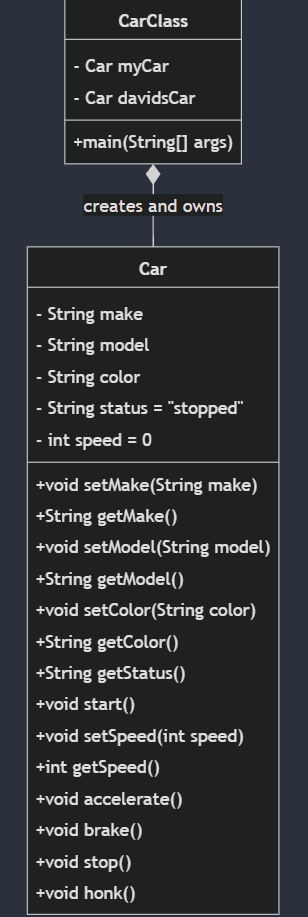 CarClass
- Car myCar
- Car davidsCar
+main(String[] args)
creates and owns
Car
- String make
- String model
- String color
- String status = "stopped"
- int speed = 0
+void setMake(String make)
+String getMake()
+void setModel(String model)
+String getModel()
+void setColor(String color)
+String getColor()
+String getStatus()
+void start()
+void setSpeed(int speed)
+int getSpeed()
+void accelerate()
+void brake()
+void stop()
+void honk()